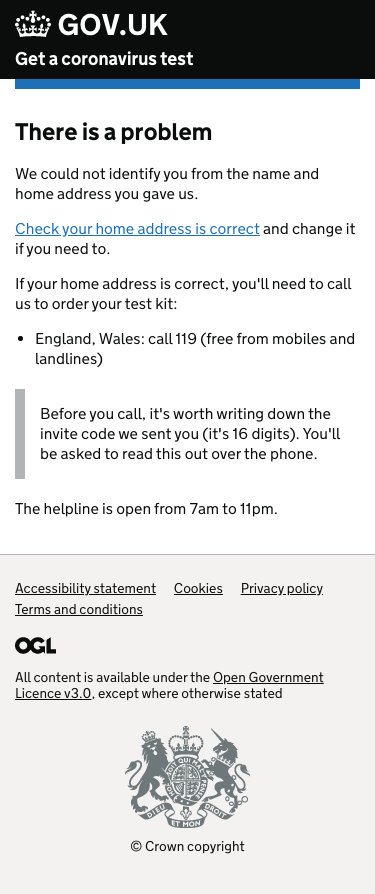 GOV.UK
Get a coronavirus test
There is a problem
We could not identify you from the name and
home address you gave us.
Check your home address is correct and change it
if you need to.
If your home address is correct, you'll need to call
us to order your test kit:
• England, Wales: call 119 (free from mobiles and
landlines)
Before you call, it's worth writing down the
invite code we sent you (it's 16 digits). You'll
be asked to read this out over the phone.
The helpline is open from 7am to 11pm.
Accessibility statement Cookies Privacy policy
Terms and conditions
OGL
All content is available under the Open Government
Licence v3.0, except where otherwise stated
DIEU ET MON DROIT
© Crown copyright